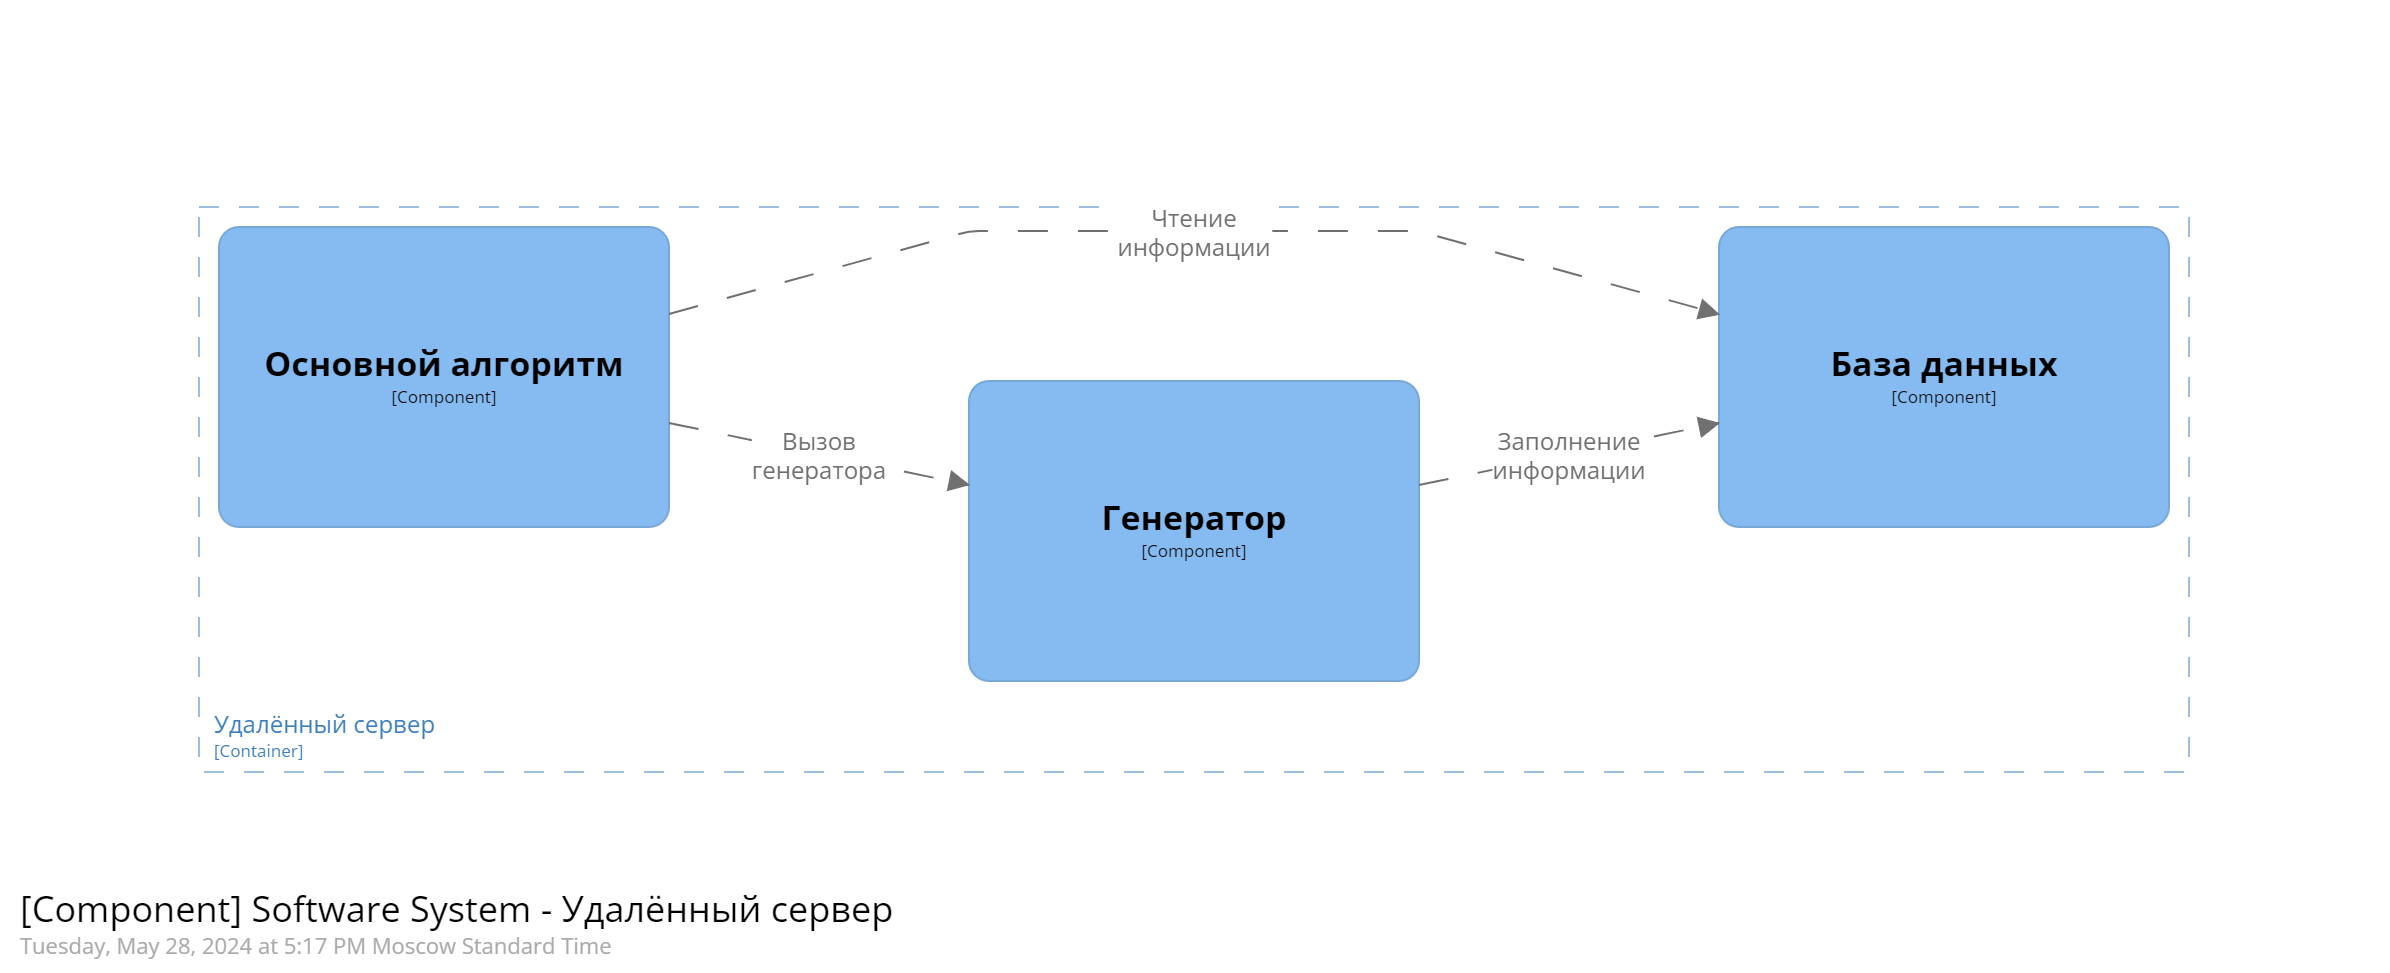 Чтение
информации
Основной алгоритм
[Component]
База данных
[Component]
Вызов
генератора
Заполнение
информации
Генератор
[Component]
Удалённый сервер
[Container]
[Component] Software System - Удалённый сервер
Tuesday, May 28, 2024 at 5:17 PM Moscow Standard Time